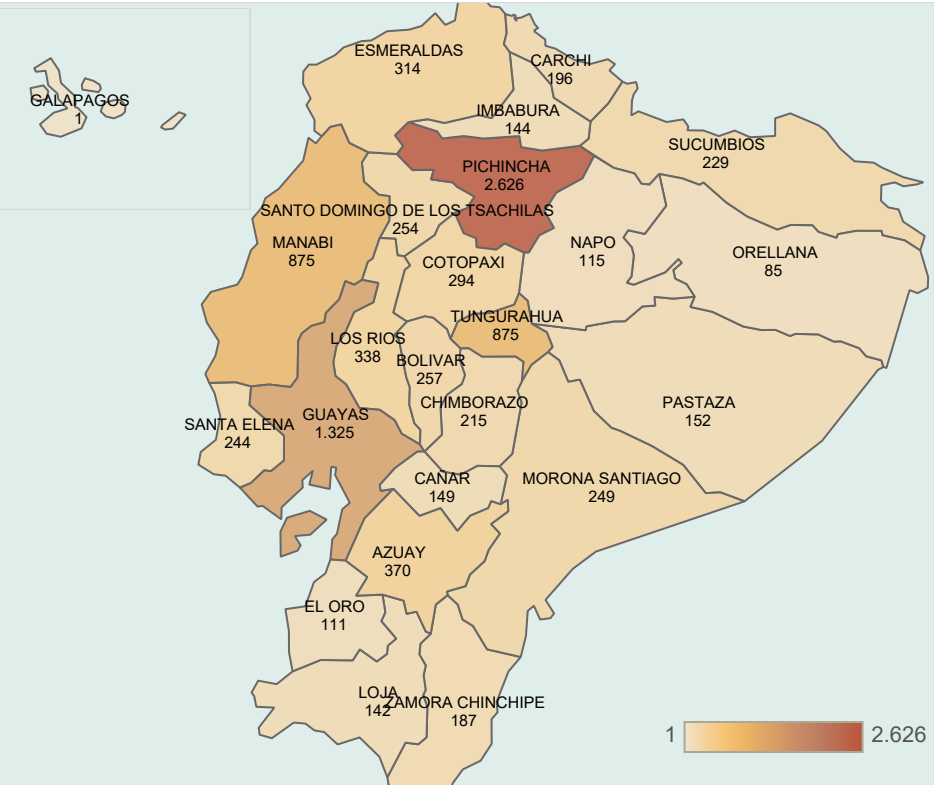 ESMERALDAS
314
CARCHI
196
GALAPAGOS
1
IMBABURA
144
SUCUMBIOS
229
PICHINCHA
2.626
SANTO DOMINGO DE LOS TSACHILAS
254
MANABI
875
NAPO
115
ORELLANA
85
COTOPAXI
294
TUNGURAHUA
875
LOS RIOS
338
BOLIVAR
257
CHIMBORAZO
215
PASTAZA
152
GUAYAS
1.325
SANTA ELENA
244
CAÑAR
149
MORONA SANTIAGO
249
AZUAY
370
EL ORO
111
LOJA
142
ZAMORA CHINCHIPE
187
1
2.626